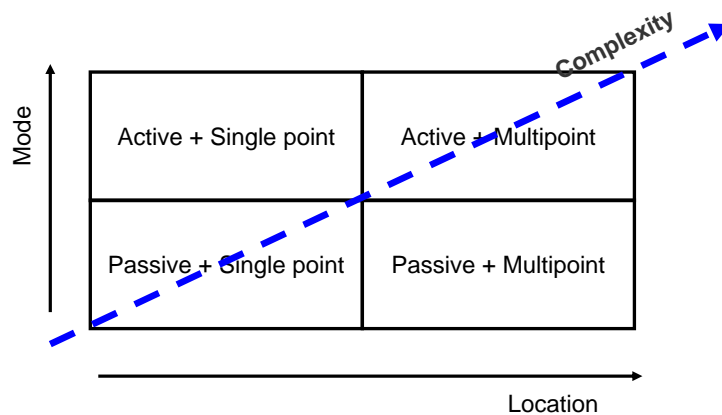 Complexity
Mode
Active + Single point
Active + Multipoint
Passive + Single point
Passive + Multipoint
Location